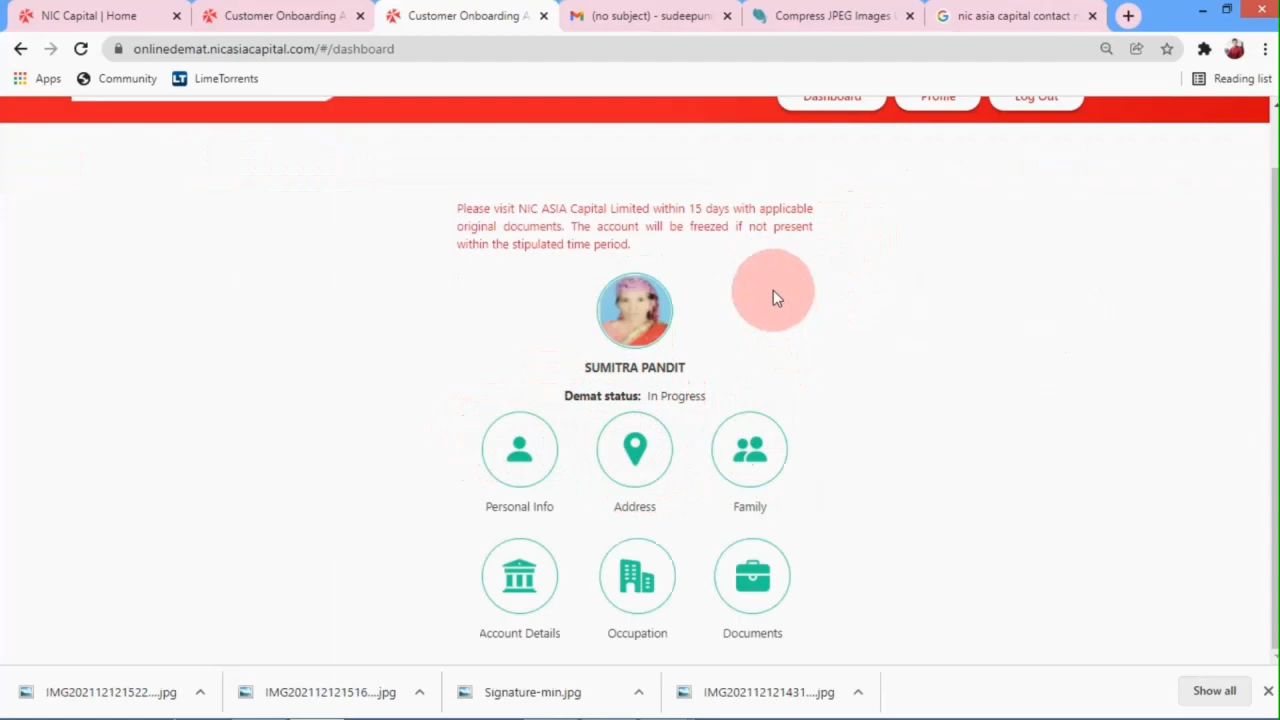 NIC Capital | Home
Customer Onboarding A
Customer Onboarding A
(no subject) - sudeepun
Compress JPEG Images
nic asia capital contact n
onlinedemat.nicasiacapital.com/#/dashboard
Apps
Community
LT
LimeTorrents
Reading list
Dashboard
Profile
Log Out
Please visit NIC ASIA Capital Limited within 15 days with applicable
original documents. The account will be freezed if not present
within the stipulated time period.
SUMITRA PANDIT
Demat status: In Progress
Personal Info
Address
Family
Account Details
Occupation
Documents
IMG202112121522....jpg
IMG202112121516....jpg
Signature-min.jpg
IMG202112121431....jpg
Show all